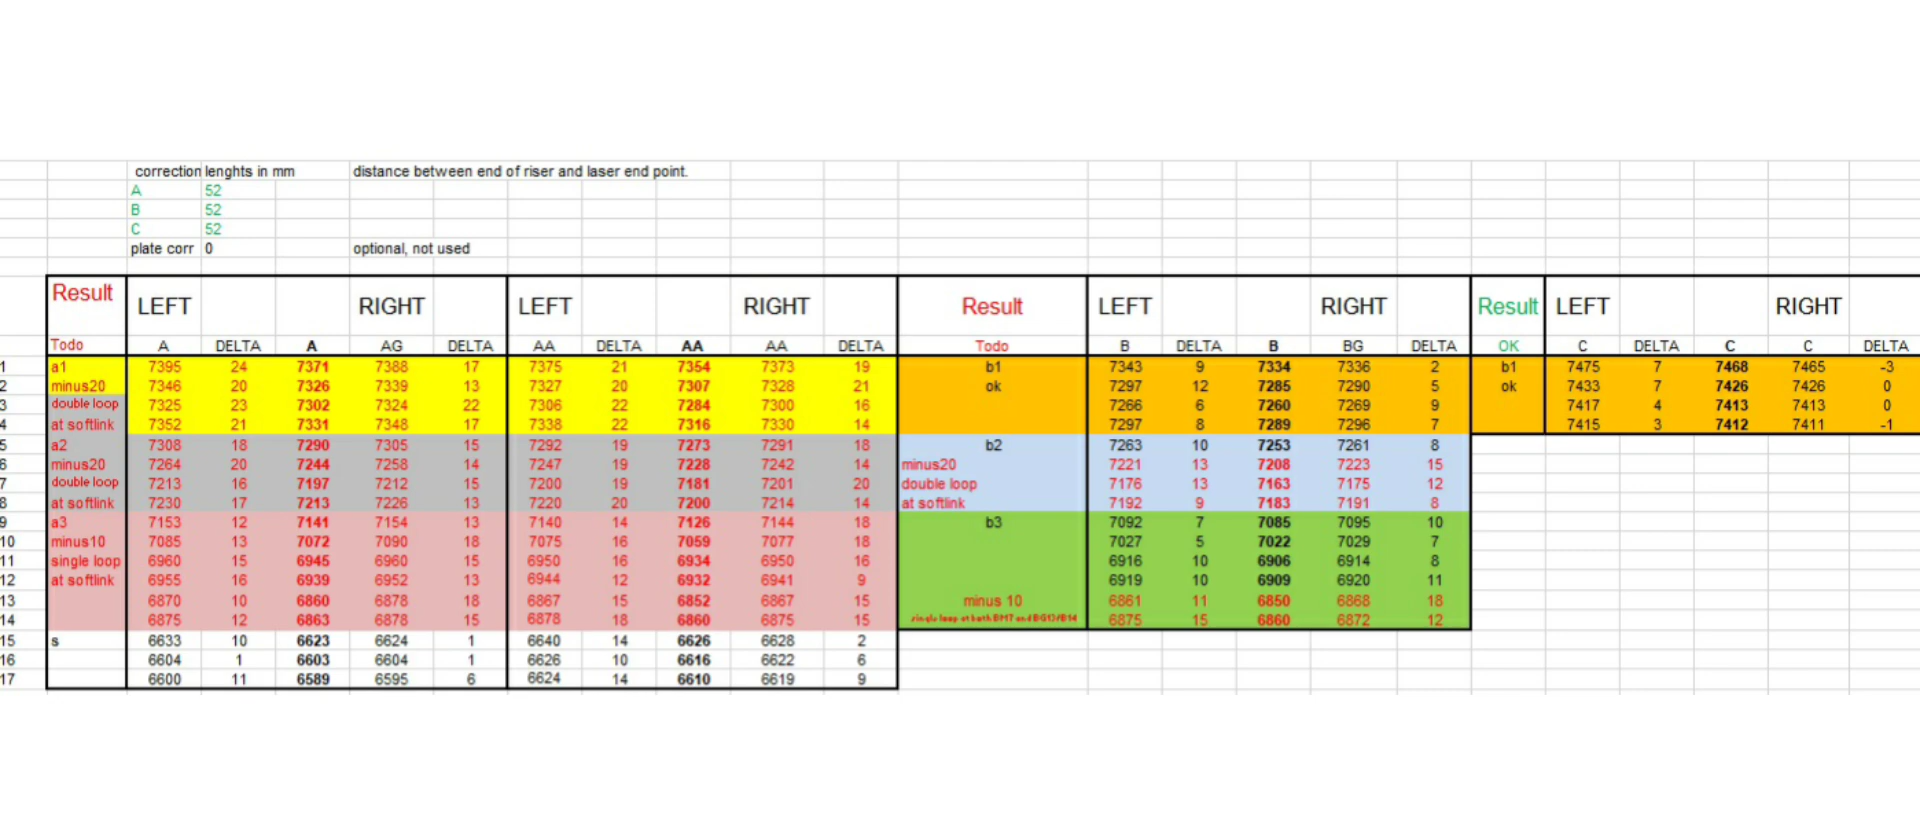 correction lenghts in mm distance between end of riser and laser end point.
A 52
B 52
C 52
plate corr 0 optional, not used
Result LEFT RIGHT LEFT RIGHT Result LEFT RIGHT Result LEFT RIGHT
Todo A DELTA A AG DELTA AA DELTA AA AA DELTA Todo B DELTA B BG DELTA OK C DELTA C C DELTA
1 a1 7395 24 7371 7388 17 7375 21 7354 7373 19 b1 7343 9 7334 7336 2 b1 7475 7 7468 7465 -3
2 minus20 7346 20 7326 7339 13 7327 20 7307 7328 21 ok 7297 12 7285 7290 5 ok 7433 7 7426 7426 0
3 double loop 7325 23 7302 7324 22 7306 22 7284 7300 16 7266 6 7260 7269 9 7417 4 7413 7413 0
4 at softlink 7352 21 7331 7348 17 7338 22 7316 7330 14 7297 8 7289 7296 7 7415 3 7412 7411 -1
5 a2 7308 18 7290 7305 15 7292 19 7273 7291 18 b2 7263 10 7253 7261 8
6 minus20 7264 20 7244 7258 14 7247 19 7228 7242 14 minus20 7221 13 7208 7223 15
7 double loop 7213 16 7197 7212 15 7200 19 7181 7201 20 double loop 7176 13 7163 7175 12
8 at softlink 7230 17 7213 7226 13 7220 20 7200 7214 14 at softlink 7192 9 7183 7191 8
9 a3 7153 12 7141 7154 13 7140 14 7126 7144 18 b3 7092 7 7085 7095 10
10 minus10 7085 13 7072 7090 18 7075 16 7059 7077 18 7027 5 7022 7029 7
11 single loop 6960 15 6945 6960 15 6950 16 6934 6950 16 6916 10 6906 6914 8
12 at softlink 6955 16 6939 6952 13 6944 12 6932 6941 9 6919 10 6909 6920 11
13 6870 10 6860 6878 18 6867 15 6852 6867 15 minus 10 6861 11 6850 6868 18
14 6875 12 6863 6878 15 6878 18 6860 6875 15 single loop at both and 6875 15 6860 6872 12
15 s 6633 10 6623 6624 1 6640 14 6626 6628 2
16 6604 1 6603 6604 1 6626 10 6616 6622 6
17 6600 11 6589 6595 6 6624 14 6610 6619 9